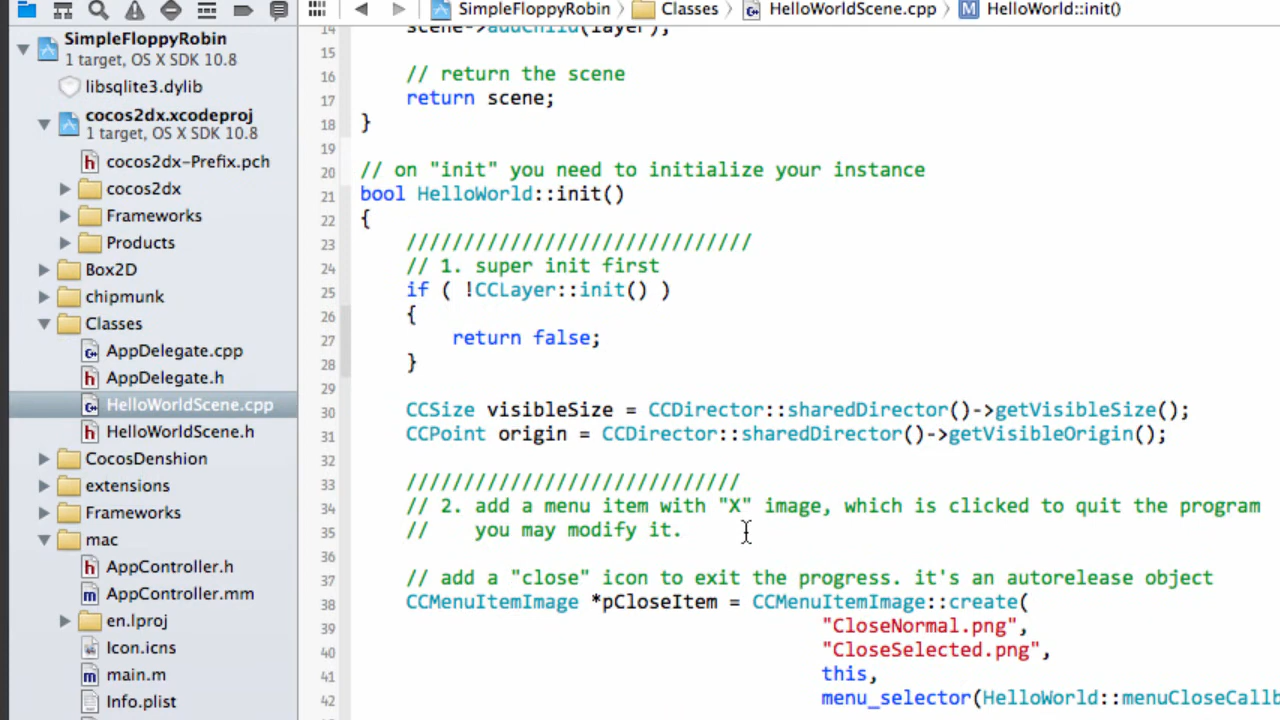 SimpleFloppyRobin Classes HelloWorldScene.cpp M HelloWorld::init()
SimpleFloppyRobin
1 target, OS X SDK 10.8
libsqlite3.dylib
cocos2dx.xcodeproj
1 target, OS X SDK 10.8
h cocos2dx-Prefix.pch
cocos2dx
Frameworks
Products
Box2D
chipmunk
Classes
c+ AppDelegate.cpp
h AppDelegate.h
c+ HelloWorldScene.cpp
h HelloWorldScene.h
CocosDenshion
extensions
Frameworks
mac
h AppController.h
m AppController.mm
en.lproj
Icon.icns
m main.m
Info.plist
14 scene->addChild(layer);
15
16 // return the scene
17 return scene;
18 }
19
20 // on "init" you need to initialize your instance
21 bool HelloWorld::init()
22 {
23 //////////////////////////////
24 // 1. super init first
25 if ( !CCLayer::init() )
26 {
27 return false;
28 }
29
30 CCSize visibleSize = CCDirector::sharedDirector()->getVisibleSize();
31 CCPoint origin = CCDirector::sharedDirector()->getVisibleOrigin();
32
33 /////////////////////////////
34 // 2. add a menu item with "X" image, which is clicked to quit the program
35 // you may modify it.
36
37 // add a "close" icon to exit the progress. it's an autorelease object
38 CCMenuItemImage *pCloseItem = CCMenuItemImage::create(
39 "CloseNormal.png",
40 "CloseSelected.png",
41 this,
42 menu_selector(HelloWorld::menuCloseCallb